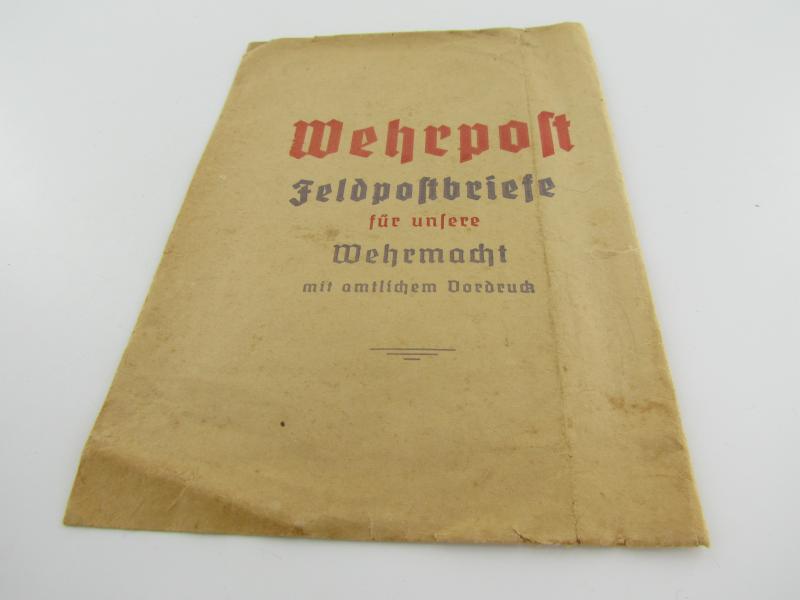 Wehrpoſt
Feldpoſtbriefe
für unſere
Wehrmacht
mit amtlichem Vordruck